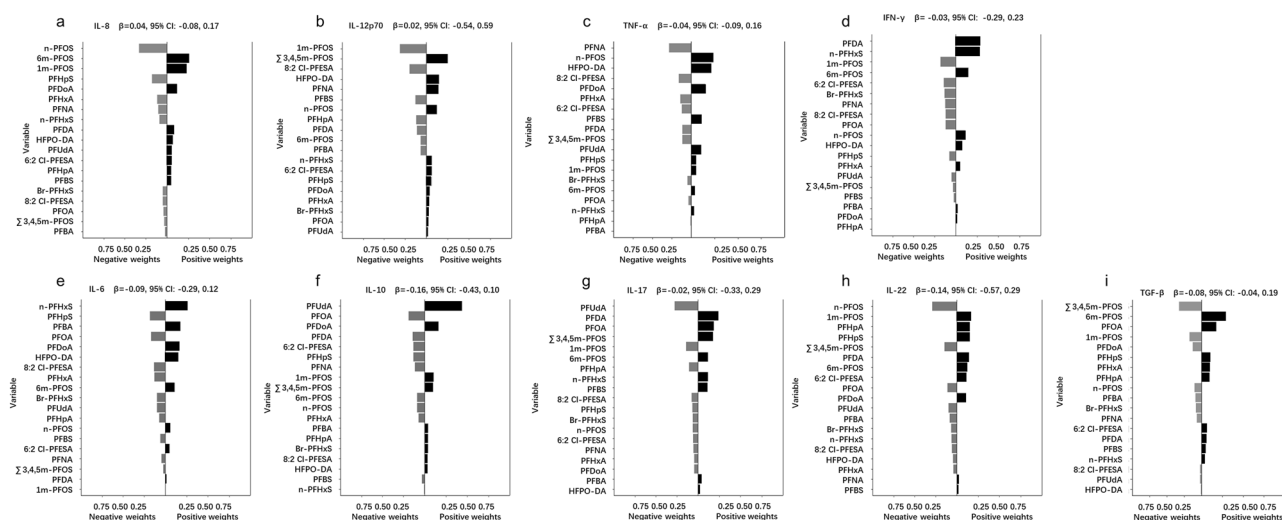 a
IL-8 β=0.04, 95% CI: -0.08, 0.17
n-PFOS
6m-PFOS
1m-PFOS
PFHpS
PFDoA
PFHxA
PFNA
n-PFHxS
PFDA
HFPO-DA
PFUdA
6:2 Cl-PFESA
PFHpA
PFBS
Br-PFHxS
8:2 Cl-PFESA
PFOA
∑3,4,5m-PFOS
PFBA
Variable
0.75 0.50 0.25 0.25 0.50 0.75
Negative weights Positive weights
b
IL-12p70 β=0.02, 95% CI: -0.54, 0.59
1m-PFOS
∑3,4,5m-PFOS
8:2 Cl-PFESA
HFPO-DA
PFNA
PFBS
n-PFOS
PFHpA
PFDA
6m-PFOS
PFBA
n-PFHxS
6:2 Cl-PFESA
PFHpS
PFDoA
PFHxA
Br-PFHxS
PFOA
PFUdA
Variable
0.75 0.50 0.25 0.25 0.50 0.75
Negative weights Positive weights
c
TNF-α β=-0.04, 95% CI: -0.09, 0.16
PFNA
n-PFOS
HFPO-DA
8:2 Cl-PFESA
PFDoA
PFHxA
6:2 Cl-PFESA
PFBS
PFDA
∑3,4,5m-PFOS
PFUdA
PFHpS
1m-PFOS
Br-PFHxS
6m-PFOS
PFOA
n-PFHxS
PFHpA
PFBA
Variable
0.75 0.50 0.25 0.25 0.50 0.75
Negative weights Positive weights
d
IFN-γ β= -0.03, 95% CI: -0.29, 0.23
PFDA
n-PFHxS
1m-PFOS
6m-PFOS
6:2 Cl-PFESA
Br-PFHxS
PFNA
8:2 Cl-PFESA
PFOA
n-PFOS
HFPO-DA
PFHpS
PFHxA
PFUdA
∑3,4,5m-PFOS
PFBS
PFBA
PFDoA
PFHpA
Variable
0.75 0.50 0.25 0.25 0.50 0.75
Negative weights Positive weights
e
IL-6 β=-0.09, 95% CI: -0.29, 0.12
n-PFHxS
PFHpS
PFBA
PFOA
PFDoA
HFPO-DA
8:2 Cl-PFESA
PFHxA
6m-PFOS
Br-PFHxS
PFUdA
PFHpA
n-PFOS
PFBS
6:2 Cl-PFESA
PFNA
∑3,4,5m-PFOS
PFDA
1m-PFOS
Variable
0.75 0.50 0.25 0.25 0.50 0.75
Negative weights Positive weights
f
IL-10 β=-0.16, 95% CI: -0.43, 0.10
PFUdA
PFOA
PFDoA
PFDA
6:2 Cl-PFESA
PFHpS
PFNA
1m-PFOS
∑3,4,5m-PFOS
6m-PFOS
n-PFOS
PFHxA
PFBA
PFHpA
Br-PFHxS
8:2 Cl-PFESA
HFPO-DA
PFBS
n-PFHxS
Variable
0.75 0.50 0.25 0.25 0.50 0.75
Negative weights Positive weights
g
IL-17 β=-0.02, 95% CI: -0.33, 0.29
PFUdA
PFDA
PFOA
∑3,4,5m-PFOS
1m-PFOS
6m-PFOS
PFHpA
n-PFHxS
PFBS
8:2 Cl-PFESA
PFHpS
Br-PFHxS
n-PFOS
6:2 Cl-PFESA
PFNA
PFHxA
PFDoA
PFBA
HFPO-DA
Variable
0.75 0.50 0.25 0.25 0.50 0.75
Negative weights Positive weights
h
IL-22 β=-0.14, 95% CI: -0.57, 0.29
n-PFOS
1m-PFOS
PFHpA
PFHpS
∑3,4,5m-PFOS
PFDA
6m-PFOS
6:2 Cl-PFESA
PFOA
PFDoA
PFUdA
PFBA
Br-PFHxS
n-PFHxS
8:2 Cl-PFESA
HFPO-DA
PFHxA
PFNA
PFBS
Variable
0.75 0.50 0.25 0.25 0.50 0.75
Negative weights Positive weights
i
TGF-β β=-0.08, 95% CI: -0.04, 0.19
∑3,4,5m-PFOS
6m-PFOS
PFOA
1m-PFOS
PFDoA
PFHpS
PFHxA
PFHpA
n-PFOS
PFBA
Br-PFHxS
PFNA
6:2 Cl-PFESA
PFDA
PFBS
n-PFHxS
8:2 Cl-PFESA
PFUdA
HFPO-DA
Variable
0.75 0.50 0.25 0.25 0.50 0.75
Negative weights Positive weights